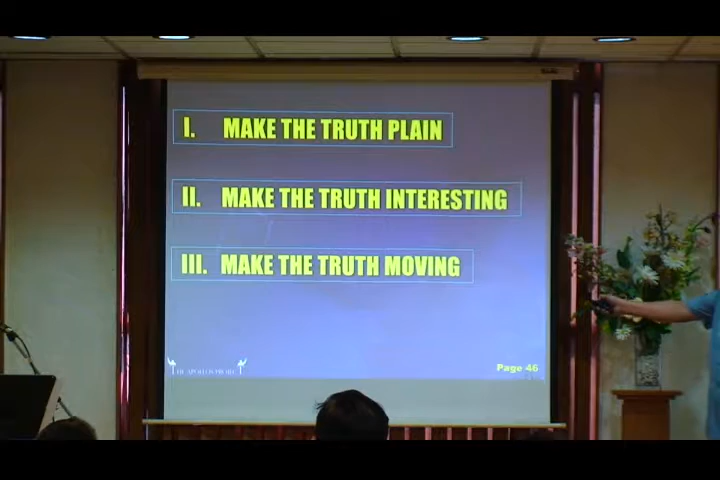 I. MAKE THE TRUTH PLAIN
II. MAKE THE TRUTH INTERESTING
III. MAKE THE TRUTH MOVING
Page 46